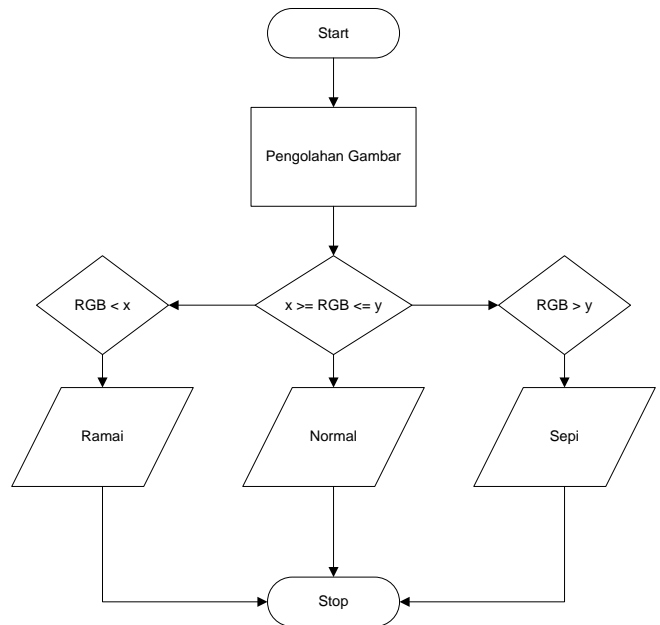 Start
Pengolahan Gambar
RGB < x
x >= RGB <= y
RGB > y
Ramai
Normal
Sepi
Stop